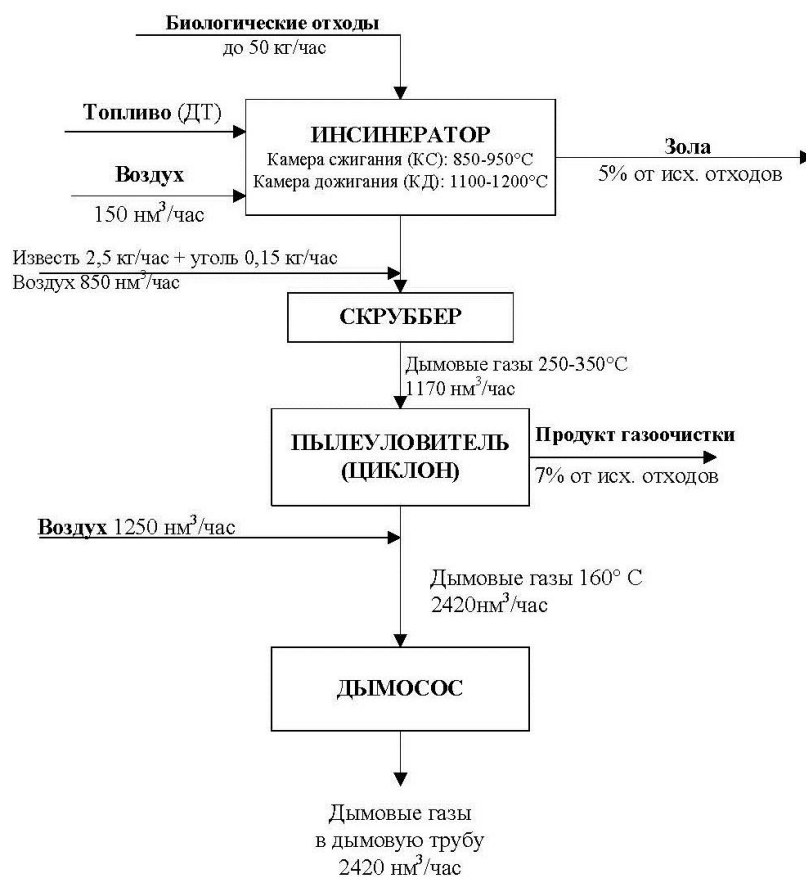 Биологические отходы
до 50 кг/час
Топливо (ДТ)
ИНСИНЕРАТОР
Камера сжигания (КС): 850-950°С
Камера дожигания (КД): 1100-1200°С
Воздух
150 нм³/час
Зола
5% от исх. отходов
Известь 2,5 кг/час + уголь 0,15 кг/час
Воздух 850 нм³/час
СКРУББЕР
Дымовые газы 250-350°С
1170 нм³/час
ПЫЛЕУЛОВИТЕЛЬ
(ЦИКЛОН)
Продукт газоочистки
7% от исх. отходов
Воздух 1250 нм³/час
Дымовые газы 160° С
2420нм³/час
ДЫМОСОС
Дымовые газы
в дымовую трубу
2420 нм³/час